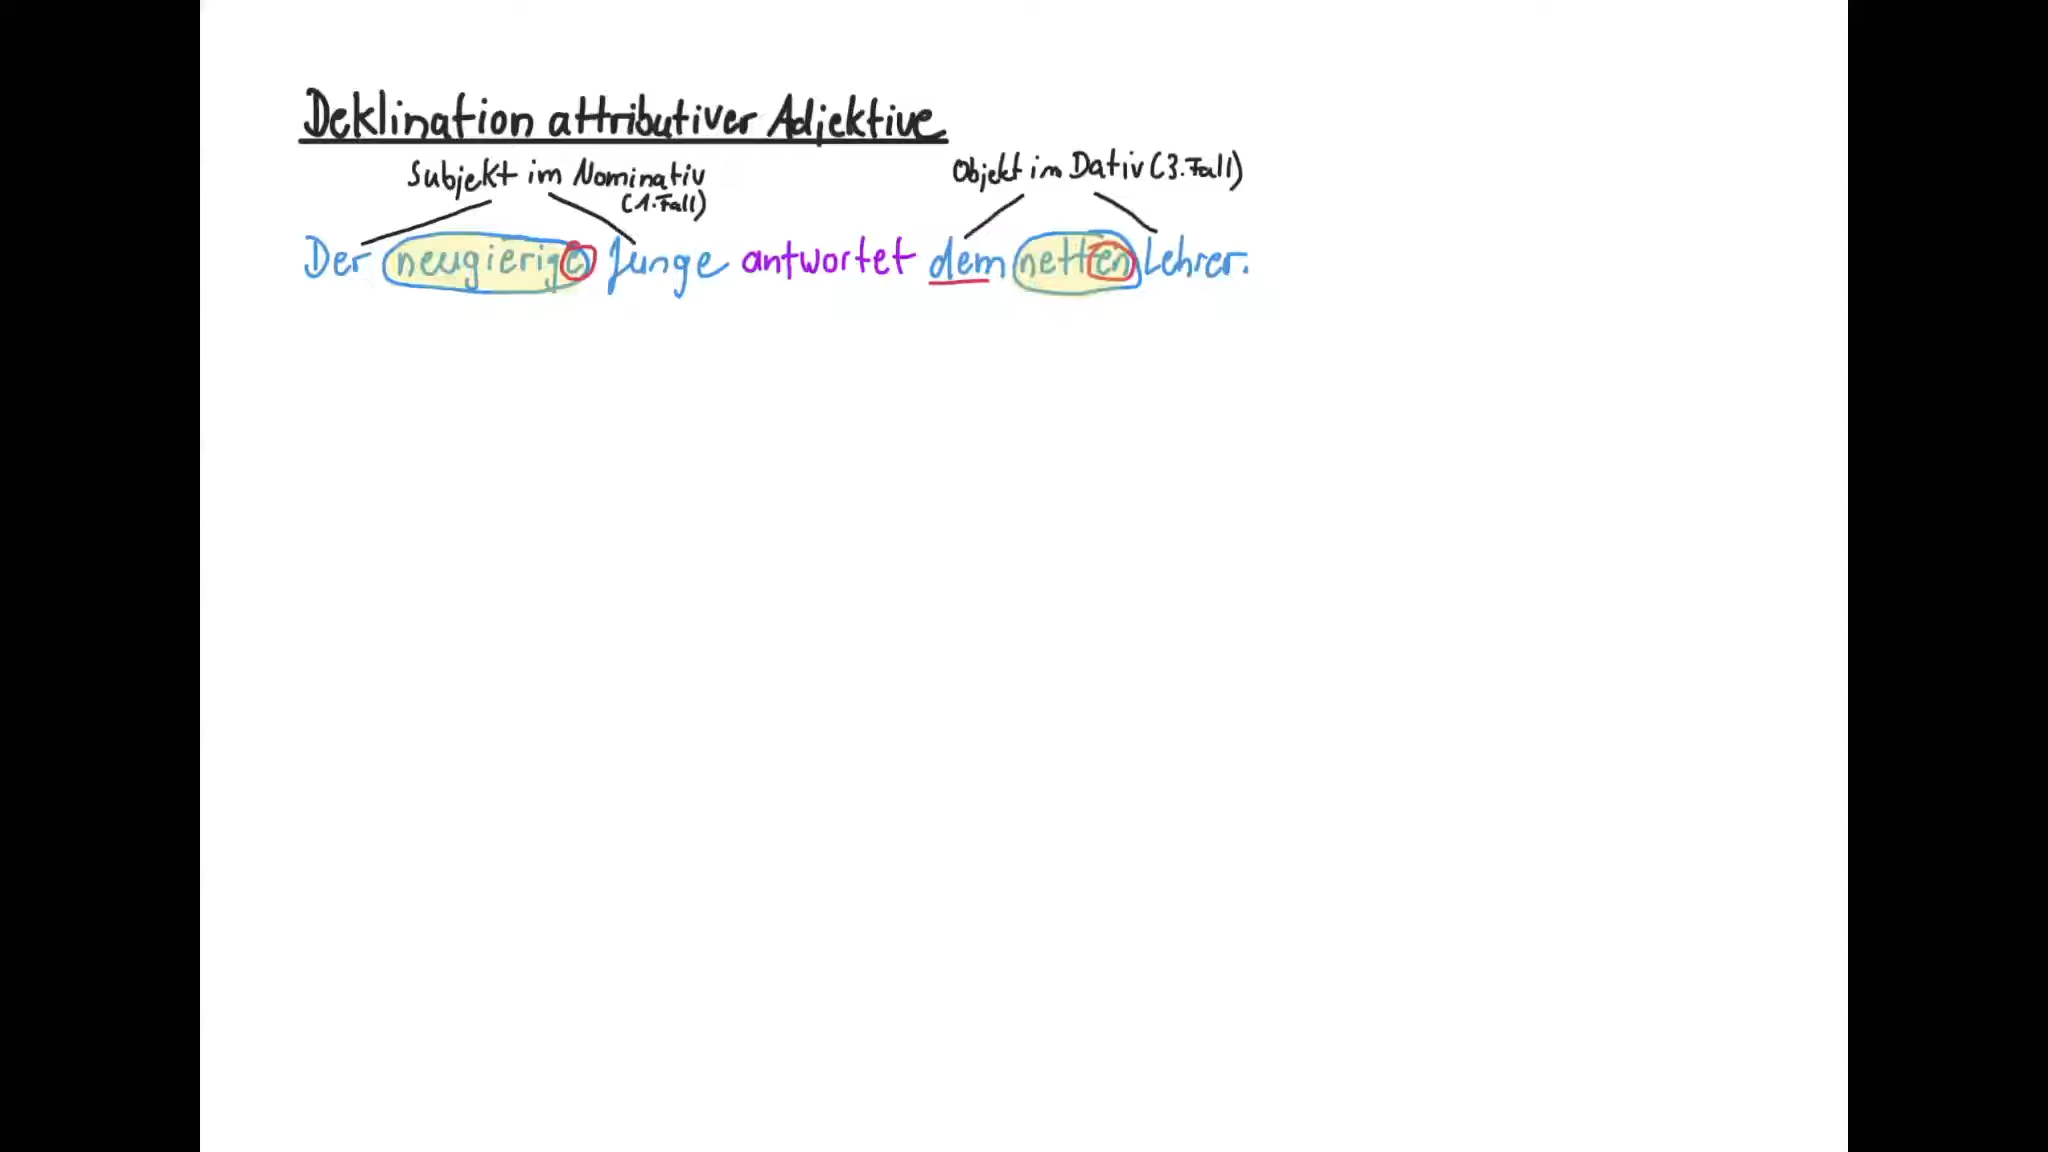 Deklination attributiver Adjektive
Subjekt im Nominativ
(1. Fall)
Objekt im Dativ (3. Fall)
Der neugierige Junge antwortet dem netten Lehrer.